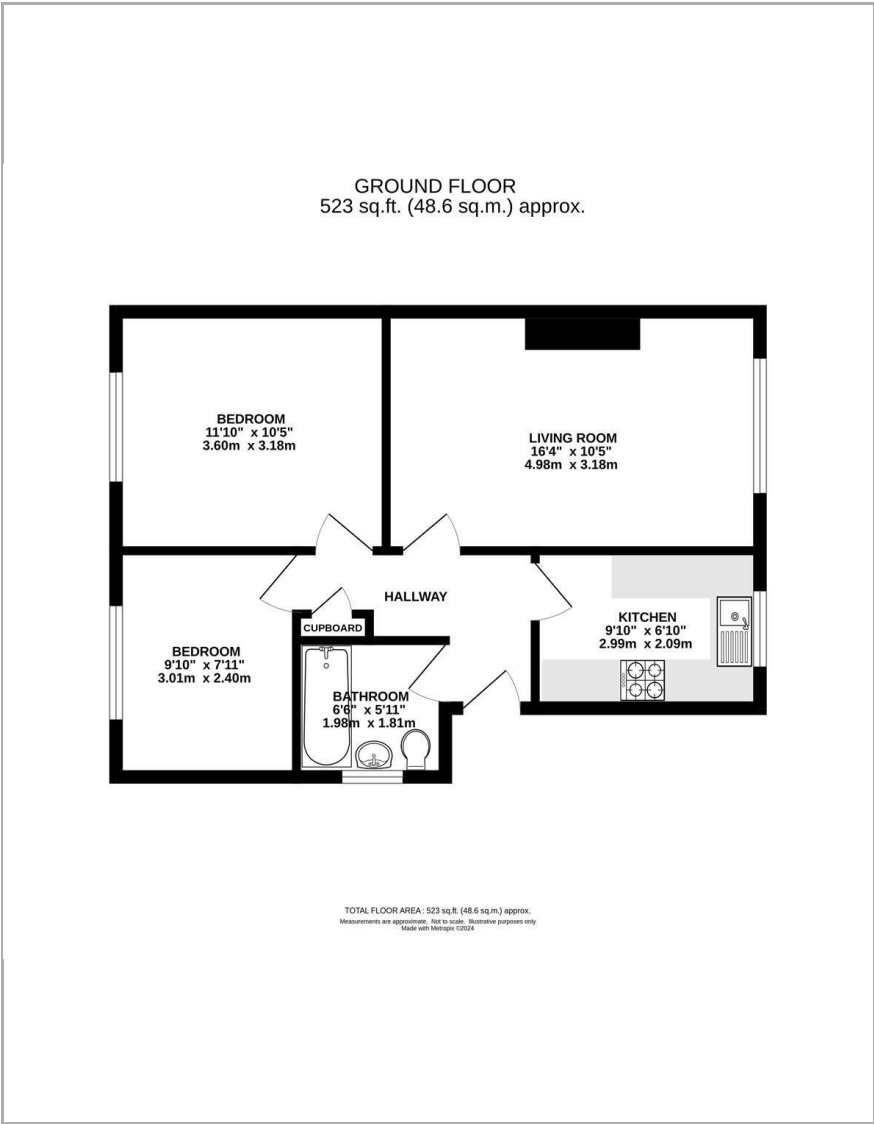 GROUND FLOOR
523 sq.ft. (48.6 sq.m.) approx.
BEDROOM
11'10" x 10'5"
3.60m x 3.18m
LIVING ROOM
16'4" x 10'5"
4.98m x 3.18m
HALLWAY
CUPBOARD
KITCHEN
9'10" x 6'10"
2.99m x 2.09m
BEDROOM
9'10" x 7'11"
3.01m x 2.40m
BATHROOM
6'6" x 5'11"
1.98m x 1.81m
TOTAL FLOOR AREA : 523 sq.ft. (48.6 sq.m.) approx.
Measurements are approximate. Not to scale. Illustrative purposes only
Made with Metropix ©2024